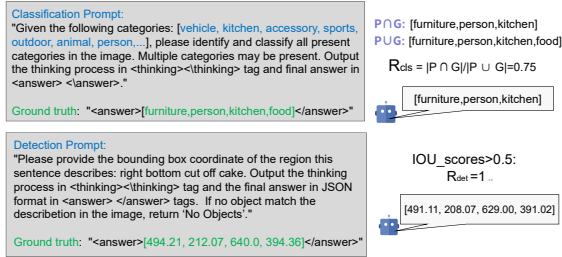 Classification Prompt:
"Given the following categories: [vehicle, kitchen, accessory, sports,
outdoor, animal, person,...], please identify and classify all present
categories in the image. Multiple categories may be present. Output
the thinking process in <thinking><\thinking> tag and final answer in
<answer> <\answer>."
Ground truth: "<answer>[furniture,person,kitchen,food]</answer>"
P∩G: [furniture,person,kitchen]
P∪G: [furniture,person,kitchen,food]
Rcls = |P ∩ G|/|P ∪ G|=0.75
[furniture,person,kitchen]
Detection Prompt:
"Please provide the bounding box coordinate of the region this
sentence describes: right bottom cut off cake. Output the thinking
process in <thinking><\thinking> tag and the final answer in JSON
format in <answer> </answer> tags. If no object match the
describetion in the image, return 'No Objects'."
Ground truth: "<answer>[494.21, 212.07, 640.0, 394.36]</answer>"
IOU_scores>0.5:
Rdet =1 ..
[491.11, 208.07, 629.00, 391.02]